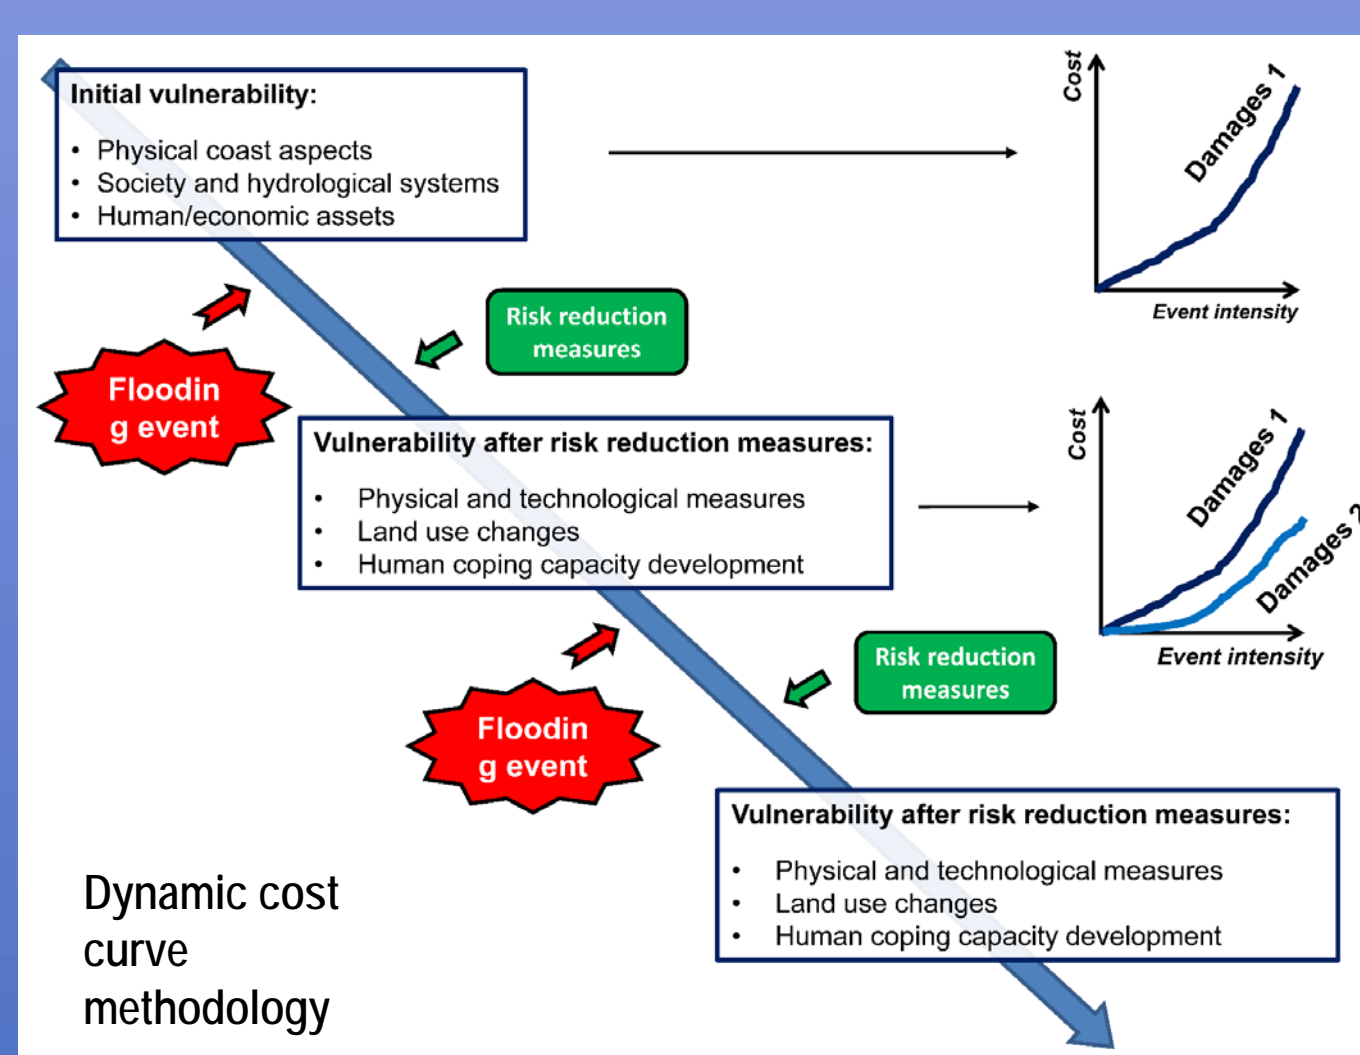 Initial vulnerability:
• Physical coast aspects
• Society and hydrological systems
• Human/economic assets
Cost
Damages 1
Event intensity
Risk reduction
measures
Floodin
g event
Vulnerability after risk reduction measures:
• Physical and technological measures
• Land use changes
• Human coping capacity development
Cost
Damages 1
Damages 2
Event intensity
Risk reduction
measures
Floodin
g event
Vulnerability after risk reduction measures:
• Physical and technological measures
• Land use changes
• Human coping capacity development
Dynamic cost
curve
methodology